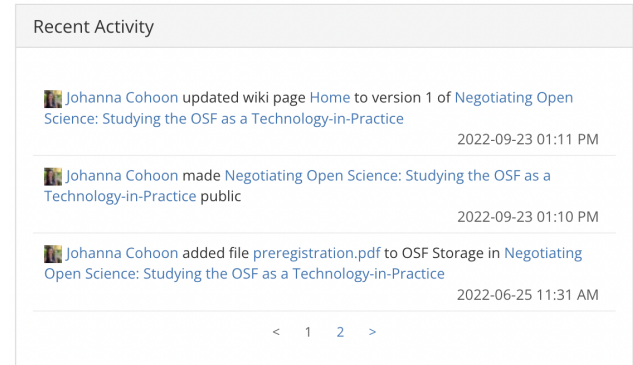 Recent Activity
Johanna Cohoon updated wiki page Home to version 1 of Negotiating Open
Science: Studying the OSF as a Technology-in-Practice
2022-09-23 01:11 PM
Johanna Cohoon made Negotiating Open Science: Studying the OSF as a
Technology-in-Practice public
2022-09-23 01:10 PM
Johanna Cohoon added file preregistration.pdf to OSF Storage in Negotiating
Open Science: Studying the OSF as a Technology-in-Practice
2022-06-25 11:31 AM
< 1 2 >